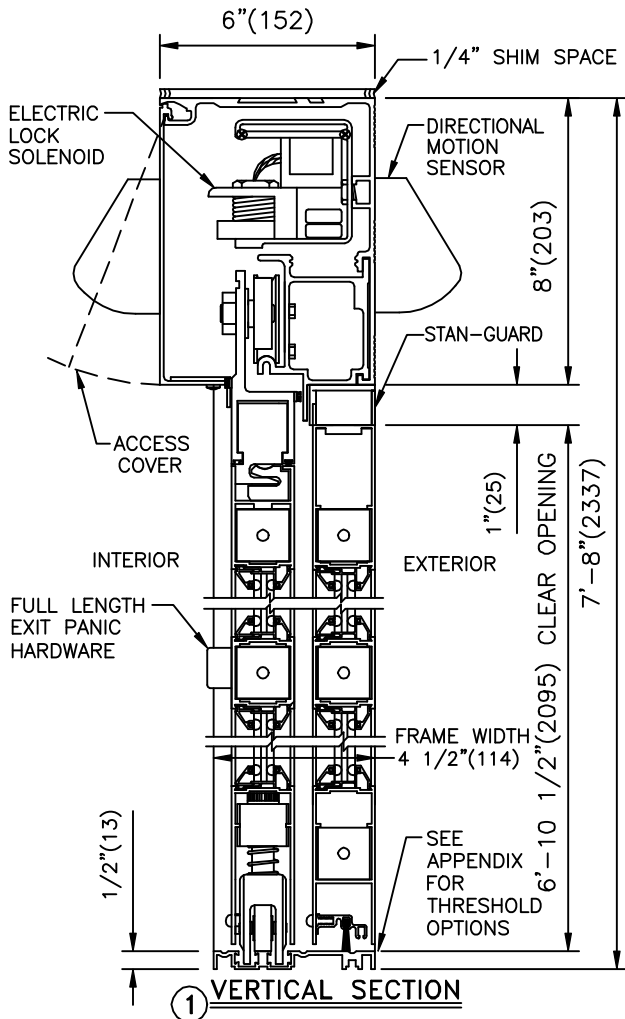 6”(152)
1/4” SHIM SPACE
ELECTRIC
LOCK
SOLENOID
DIRECTIONAL
MOTION
SENSOR
8”(203)
STAN-GUARD
ACCESS
COVER
1”(25)
INTERIOR
EXTERIOR
6’-10 1/2”(2095) CLEAR OPENING
7’-8”(2337)
FULL LENGTH
EXIT PANIC
HARDWARE
FRAME WIDTH
4 1/2”(114)
1/2”(13)
SEE
APPENDIX
FOR
THRESHOLD
OPTIONS
1 VERTICAL SECTION